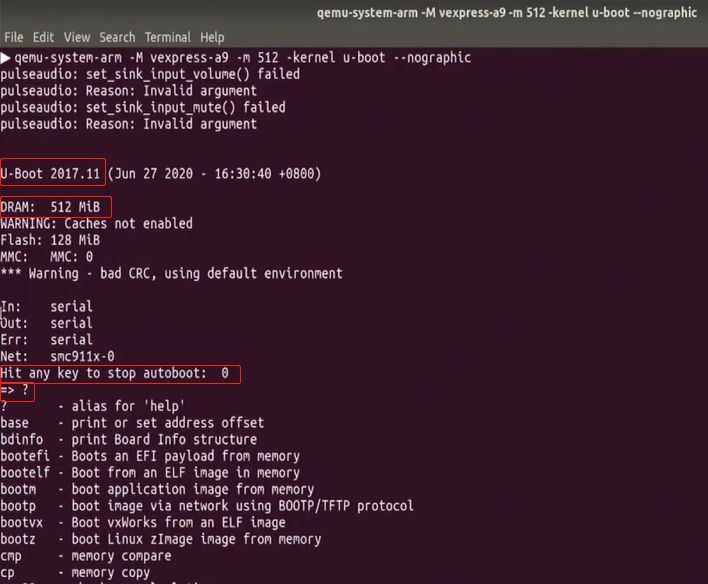 qemu-system-arm -M vexpress-a9 -m 512 -kernel u-boot --nographic
File Edit View Search Terminal Help
qemu-system-arm -M vexpress-a9 -m 512 -kernel u-boot --nographic
pulseaudio: set_sink_input_volume() failed
pulseaudio: Reason: Invalid argument
pulseaudio: set_sink_input_mute() failed
pulseaudio: Reason: Invalid argument
U-Boot 2017.11 (Jun 27 2020 - 16:30:40 +0800)
DRAM:  512 MiB
WARNING: Caches not enabled
Flash: 128 MiB
MMC:   MMC: 0
*** Warning - bad CRC, using default environment
In:    serial
Out:   serial
Err:   serial
Net:   smc911x-0
Hit any key to stop autoboot:  0
=> ?
?       - alias for 'help'
base    - print or set address offset
bdinfo  - print Board Info structure
bootefi - Boots an EFI payload from memory
bootelf - Boot from an ELF image in memory
bootm   - boot application image from memory
bootp   - boot image via network using BOOTP/TFTP protocol
bootvx  - Boot vxWorks from an ELF image
bootz   - boot Linux zImage image from memory
cmp     - memory compare
cp      - memory copy